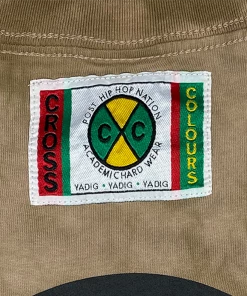 CROSS
POST HIP HOP NATION
C C
ACADEMIC HARD WEAR
YADIG • YADIG • YADIG
COLOURS